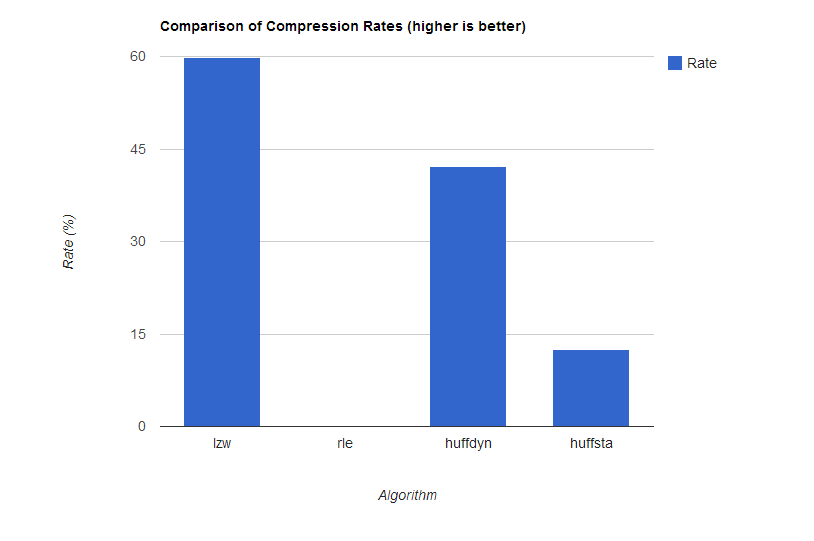 Comparison of Compression Rates (higher is better)
60
45
30
15
0
Rate (%)
lzw rle huffdyn huffsta
Algorithm
Rate